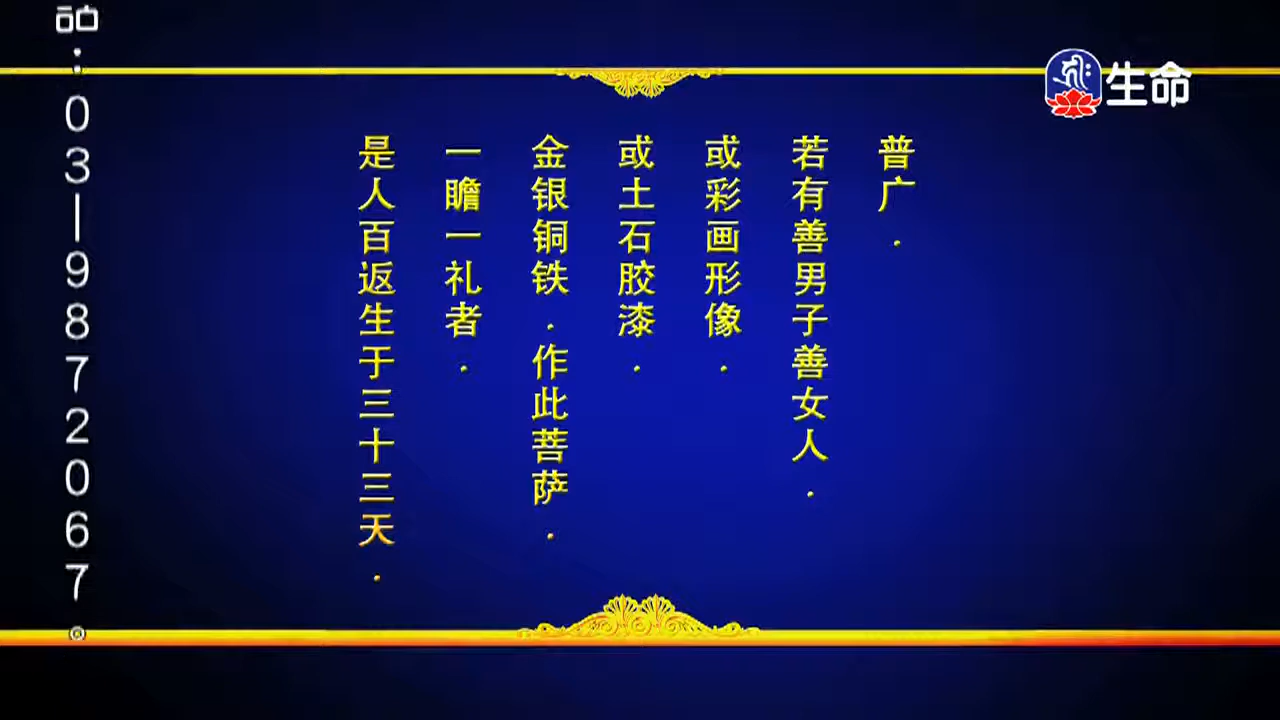 普广．
若有善男子善女人．
或彩画形像．
或土石胶漆．
金银铜铁．作此菩萨．
一瞻一礼者．
是人百返生于三十三天．
生命
：03—9872067。